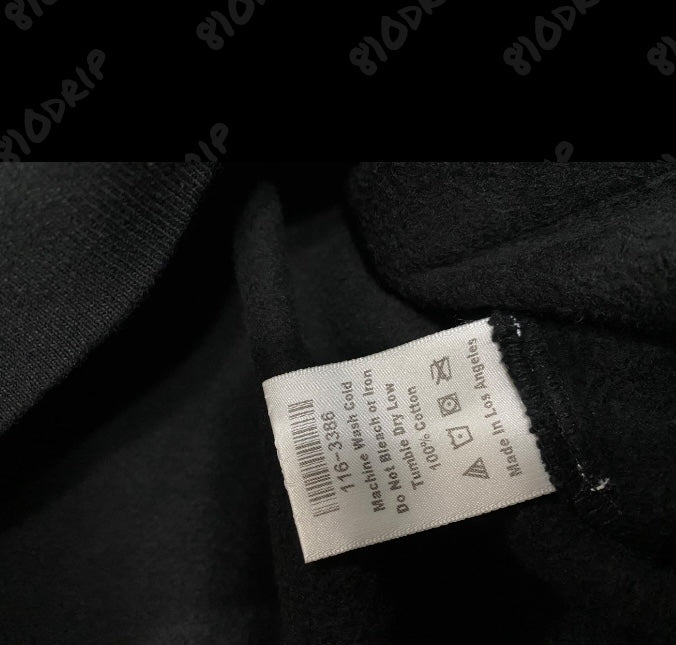 810DRIP
810DRIP
810DRIP
810DRIP
116-3386
Machine Wash Cold
Do Not Bleach or Iron
Tumble Dry Low
100% Cotton
Made in Los Angeles